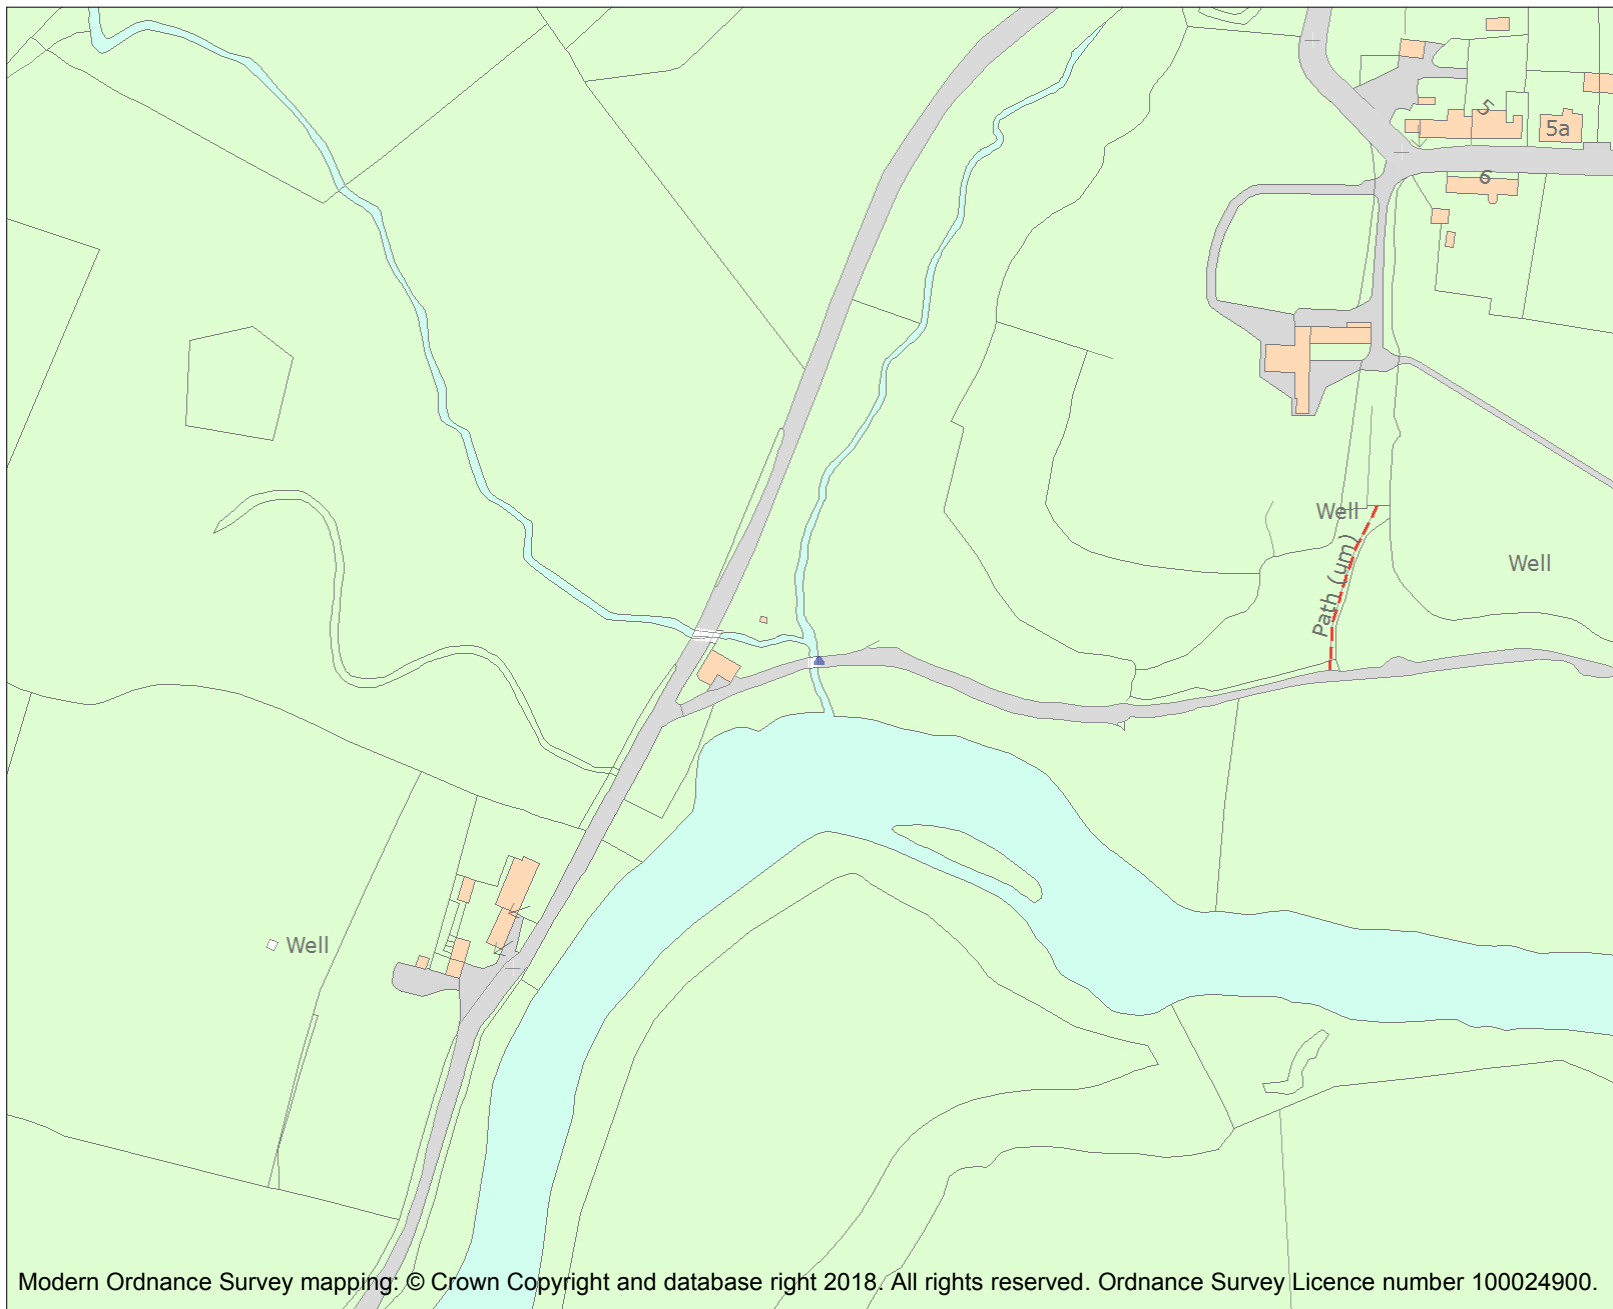 5
5a
6
Well
Path (um)
Well
Well
Modern Ordnance Survey mapping: © Crown Copyright and database right 2018. All rights reserved. Ordnance Survey Licence number 100024900.